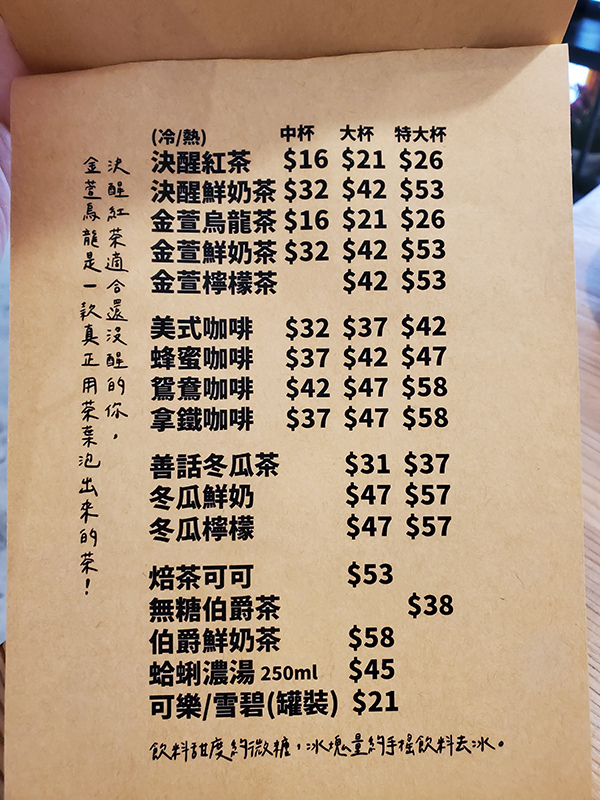 (冷/熱) 中杯 大杯 特大杯
決醒紅茶 $16 $21 $26
決醒鮮奶茶 $32 $42 $53
金萱烏龍茶 $16 $21 $26
金萱鮮奶茶 $32 $42 $53
金萱檸檬茶 $42 $53
美式咖啡 $32 $37 $42
蜂蜜咖啡 $37 $42 $47
鴛鴦咖啡 $42 $47 $58
拿鐵咖啡 $37 $47 $58
善話冬瓜茶 $31 $37
冬瓜鮮奶 $47 $57
冬瓜檸檬 $47 $57
焙茶可可 $53
無糖伯爵茶 $38
伯爵鮮奶茶 $58
蛤蜊濃湯 250ml $45
可樂/雪碧(罐裝) $21
決醒紅茶適合還沒醒的你，
金萱烏龍是一款真正用茶葉泡出來的茶！
飲料甜度約微糖，冰塊量約手搖飲料去冰。